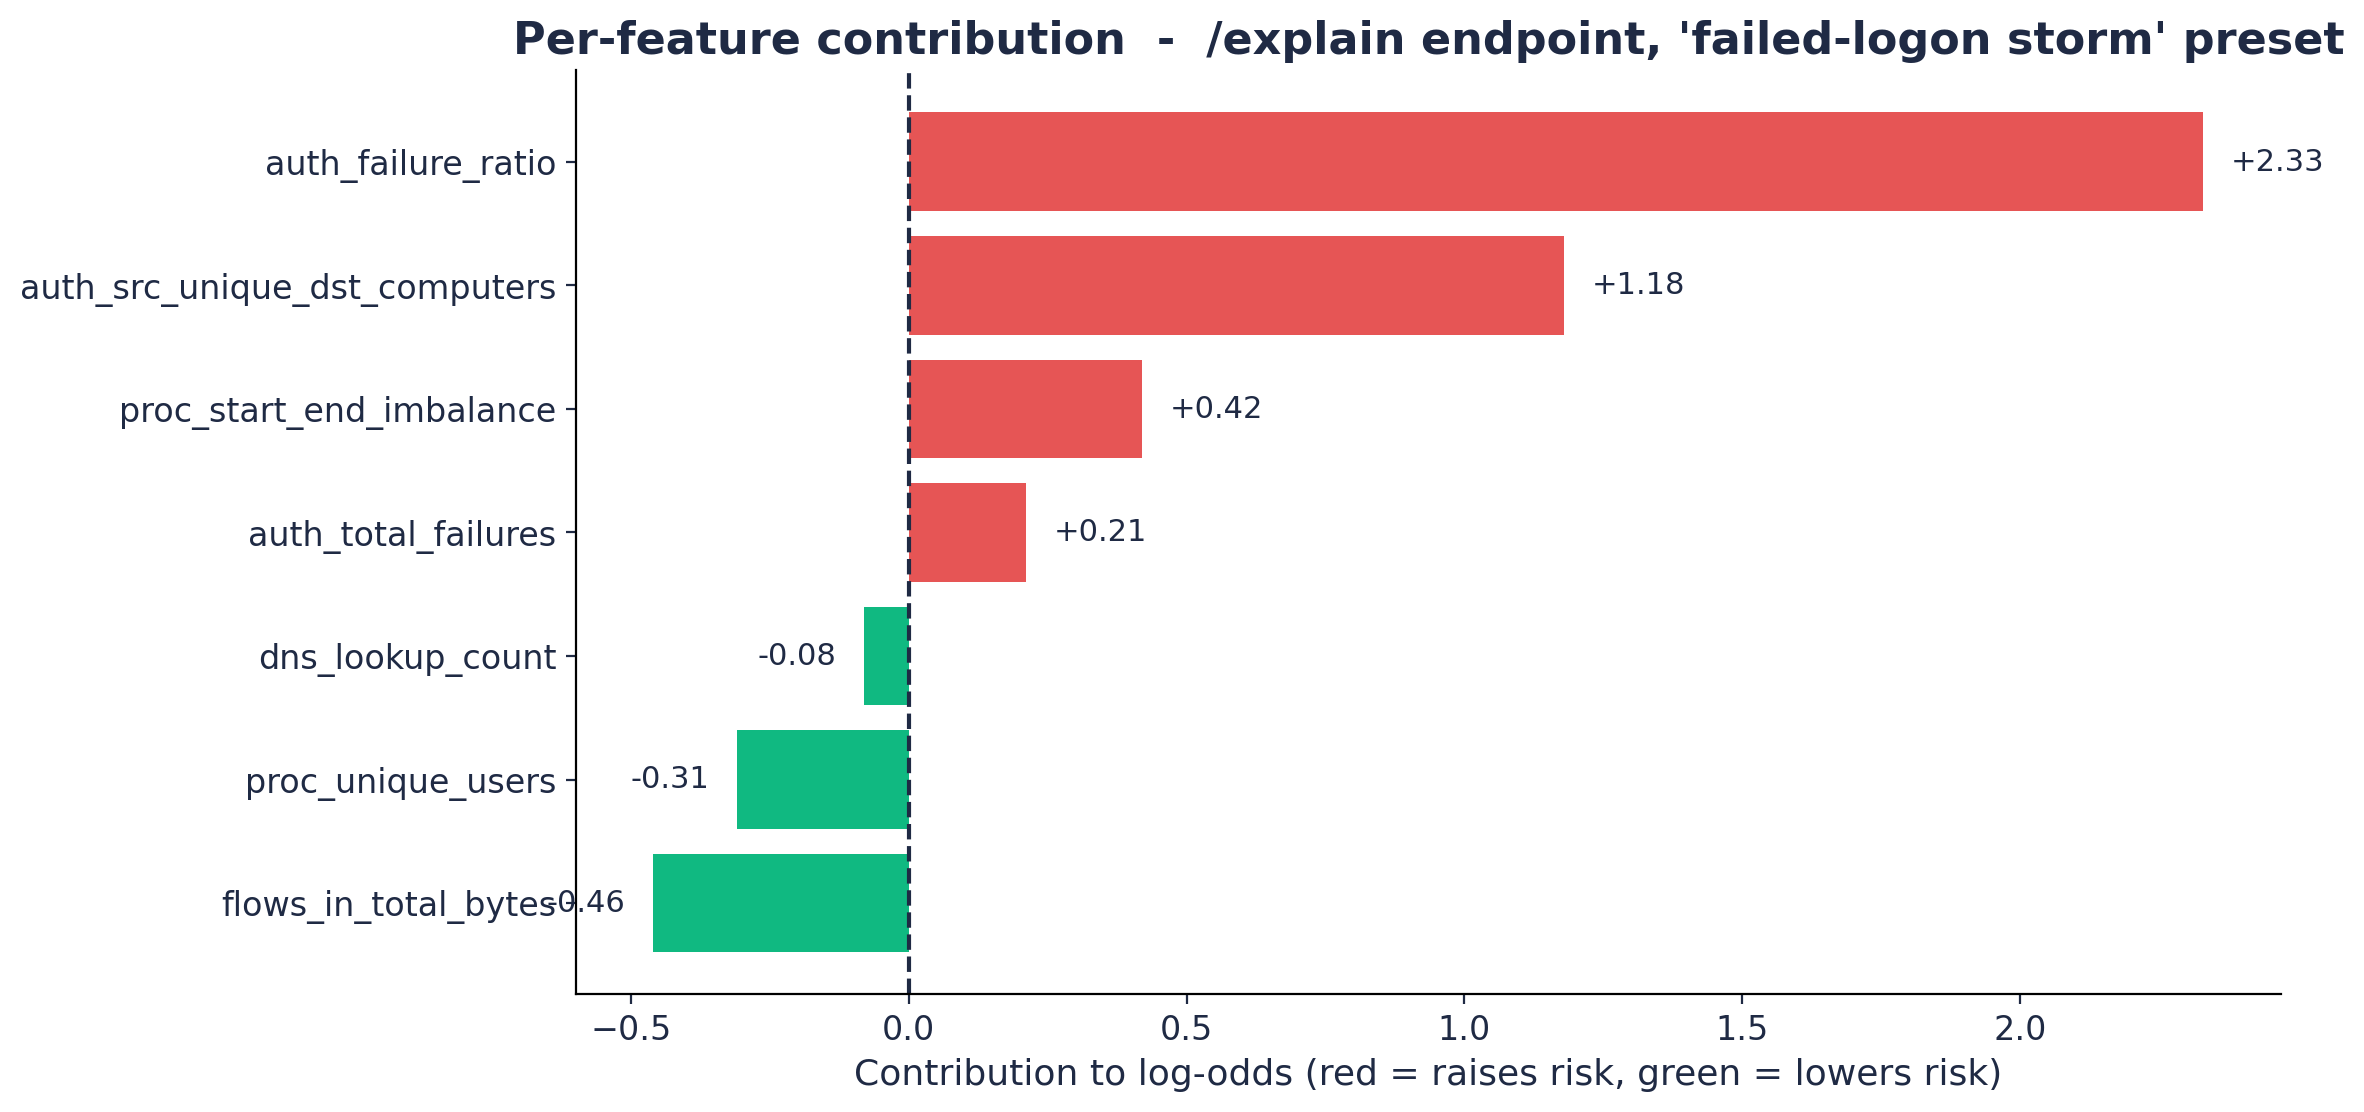 Per-feature contribution  -  /explain endpoint, 'failed-logon storm' preset
auth_failure_ratio
+2.33
auth_src_unique_dst_computers
+1.18
proc_start_end_imbalance
+0.42
auth_total_failures
+0.21
dns_lookup_count
-0.08
proc_unique_users
-0.31
flows_in_total_bytes
-0.46
−0.5 0.0 0.5 1.0 1.5 2.0
Contribution to log-odds (red = raises risk, green = lowers risk)